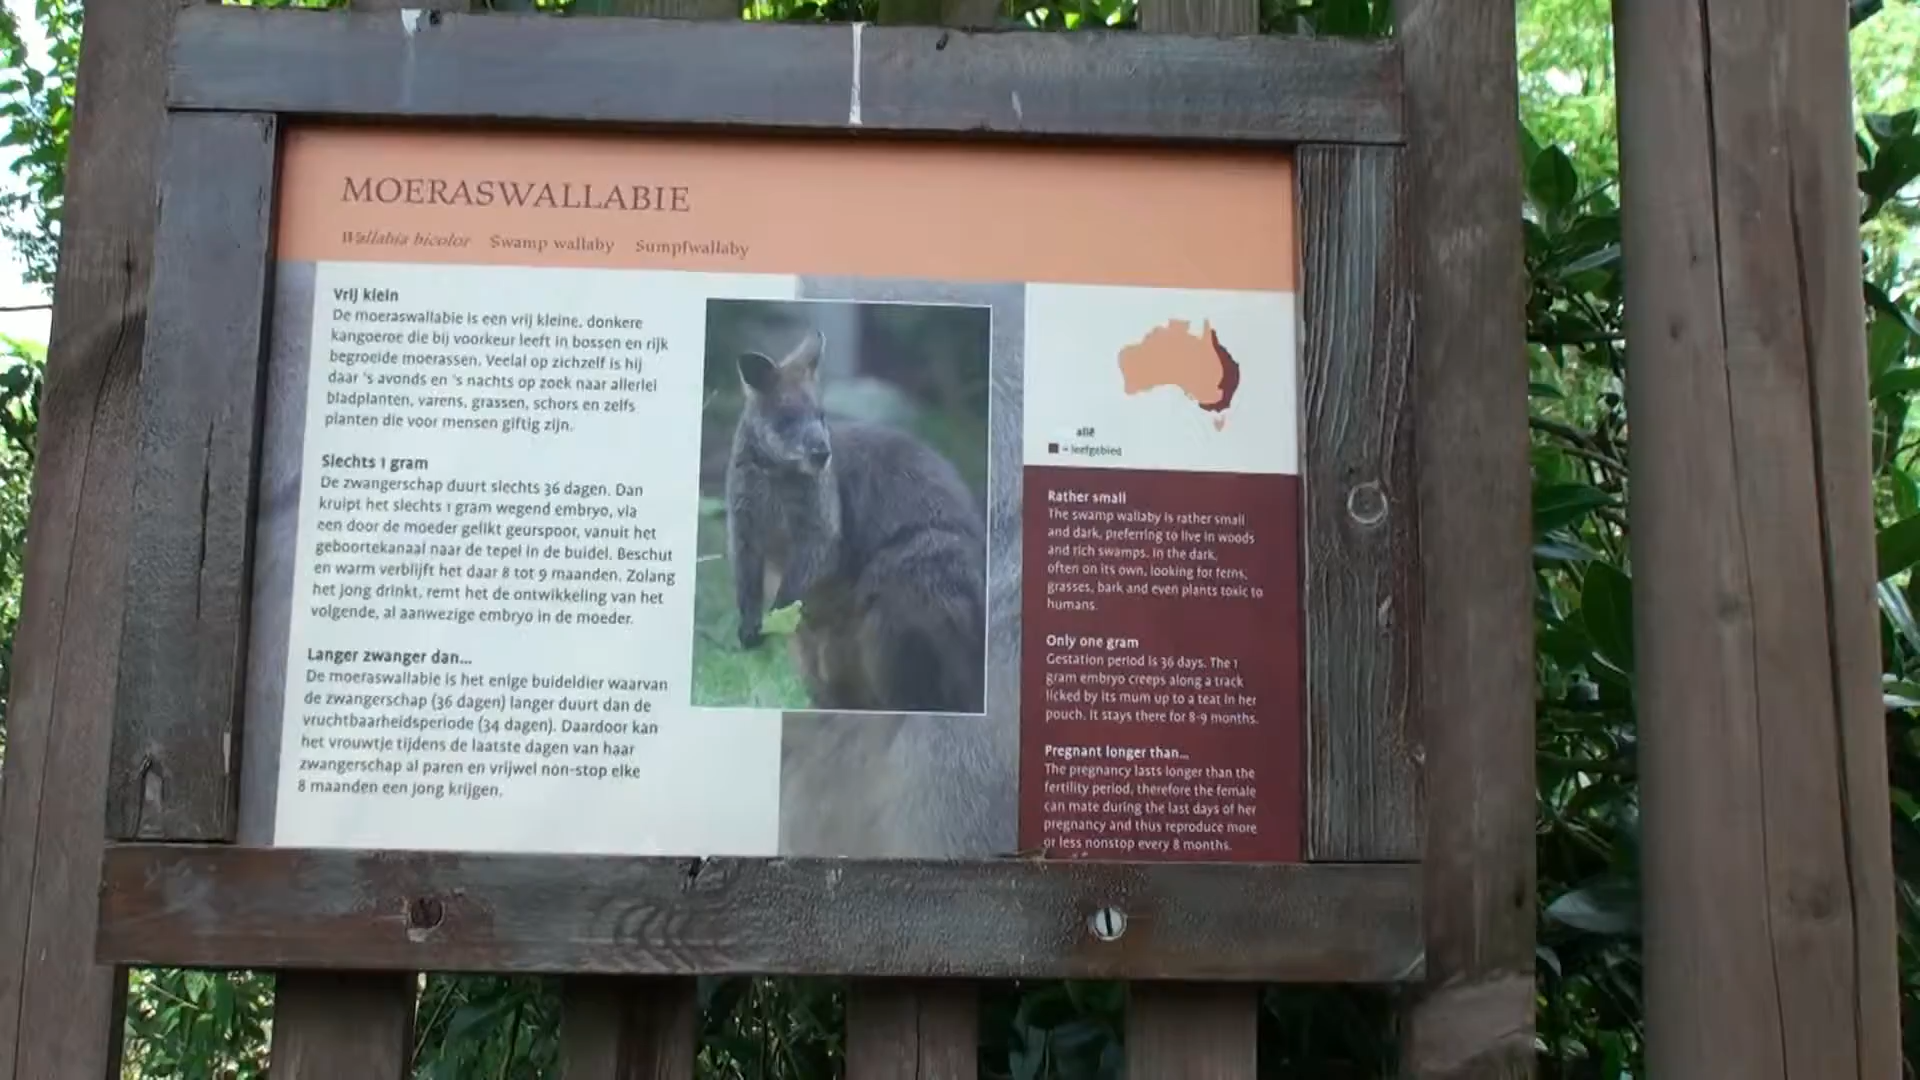 MOERASWALLABIE
Wallabia bicolor Swamp wallaby Sumpfwallaby
Vrij klein
De moeraswallabie is een vrij kleine, donkere
kangoeroe die bij voorkeur leeft in bossen en rijk
begroeide moerassen. Veelal op zichzelf is hij
daar 's avonds en 's nachts op zoek naar allerlei
bladplanten, varens, grassen, schors en zelfs
planten die voor mensen giftig zijn.
Slechts 1 gram
De zwangerschap duurt slechts 36 dagen. Dan
kruipt het slechts 1 gram wegend embryo, via
een door de moeder gelikt geurspoor, vanuit het
geboortekanaal naar de tepel in de buidel. Beschut
en warm verblijft het daar 8 tot 9 maanden. Zolang
het jong drinkt, remt het de ontwikkeling van het
volgende, al aanwezige embryo in de moeder.
Langer zwanger dan...
De moeraswallabie is het enige buideldier waarvan
de zwangerschap (36 dagen) langer duurt dan de
vruchtbaarheidsperiode (34 dagen). Daardoor kan
het vrouwtje tijdens de laatste dagen van haar
zwangerschap al paren en vrijwel non-stop elke
8 maanden een jong krijgen.
= leefgebied
Rather small
The swamp wallaby is rather small
and dark, preferring to live in woods
and rich swamps. In the dark,
often on its own, looking for ferns,
grasses, bark and even plants toxic to
humans.
Only one gram
Gestation period is 36 days. The 1
gram embryo creeps along a track
licked by its mum up to a teat in her
pouch. It stays there for 8-9 months.
Pregnant longer than...
The pregnancy lasts longer than the
fertility period, therefore the female
can mate during the last days of her
pregnancy and thus reproduce more
or less nonstop every 8 months.